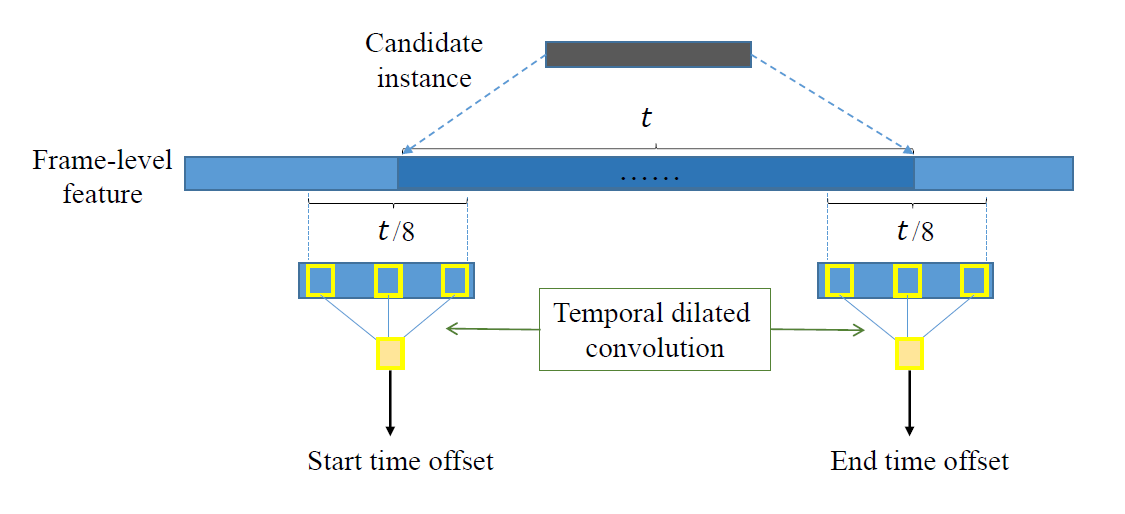 Candidate
instance
t
Frame-level
feature
......
t/8
t/8
Temporal dilated
convolution
Start time offset
End time offset